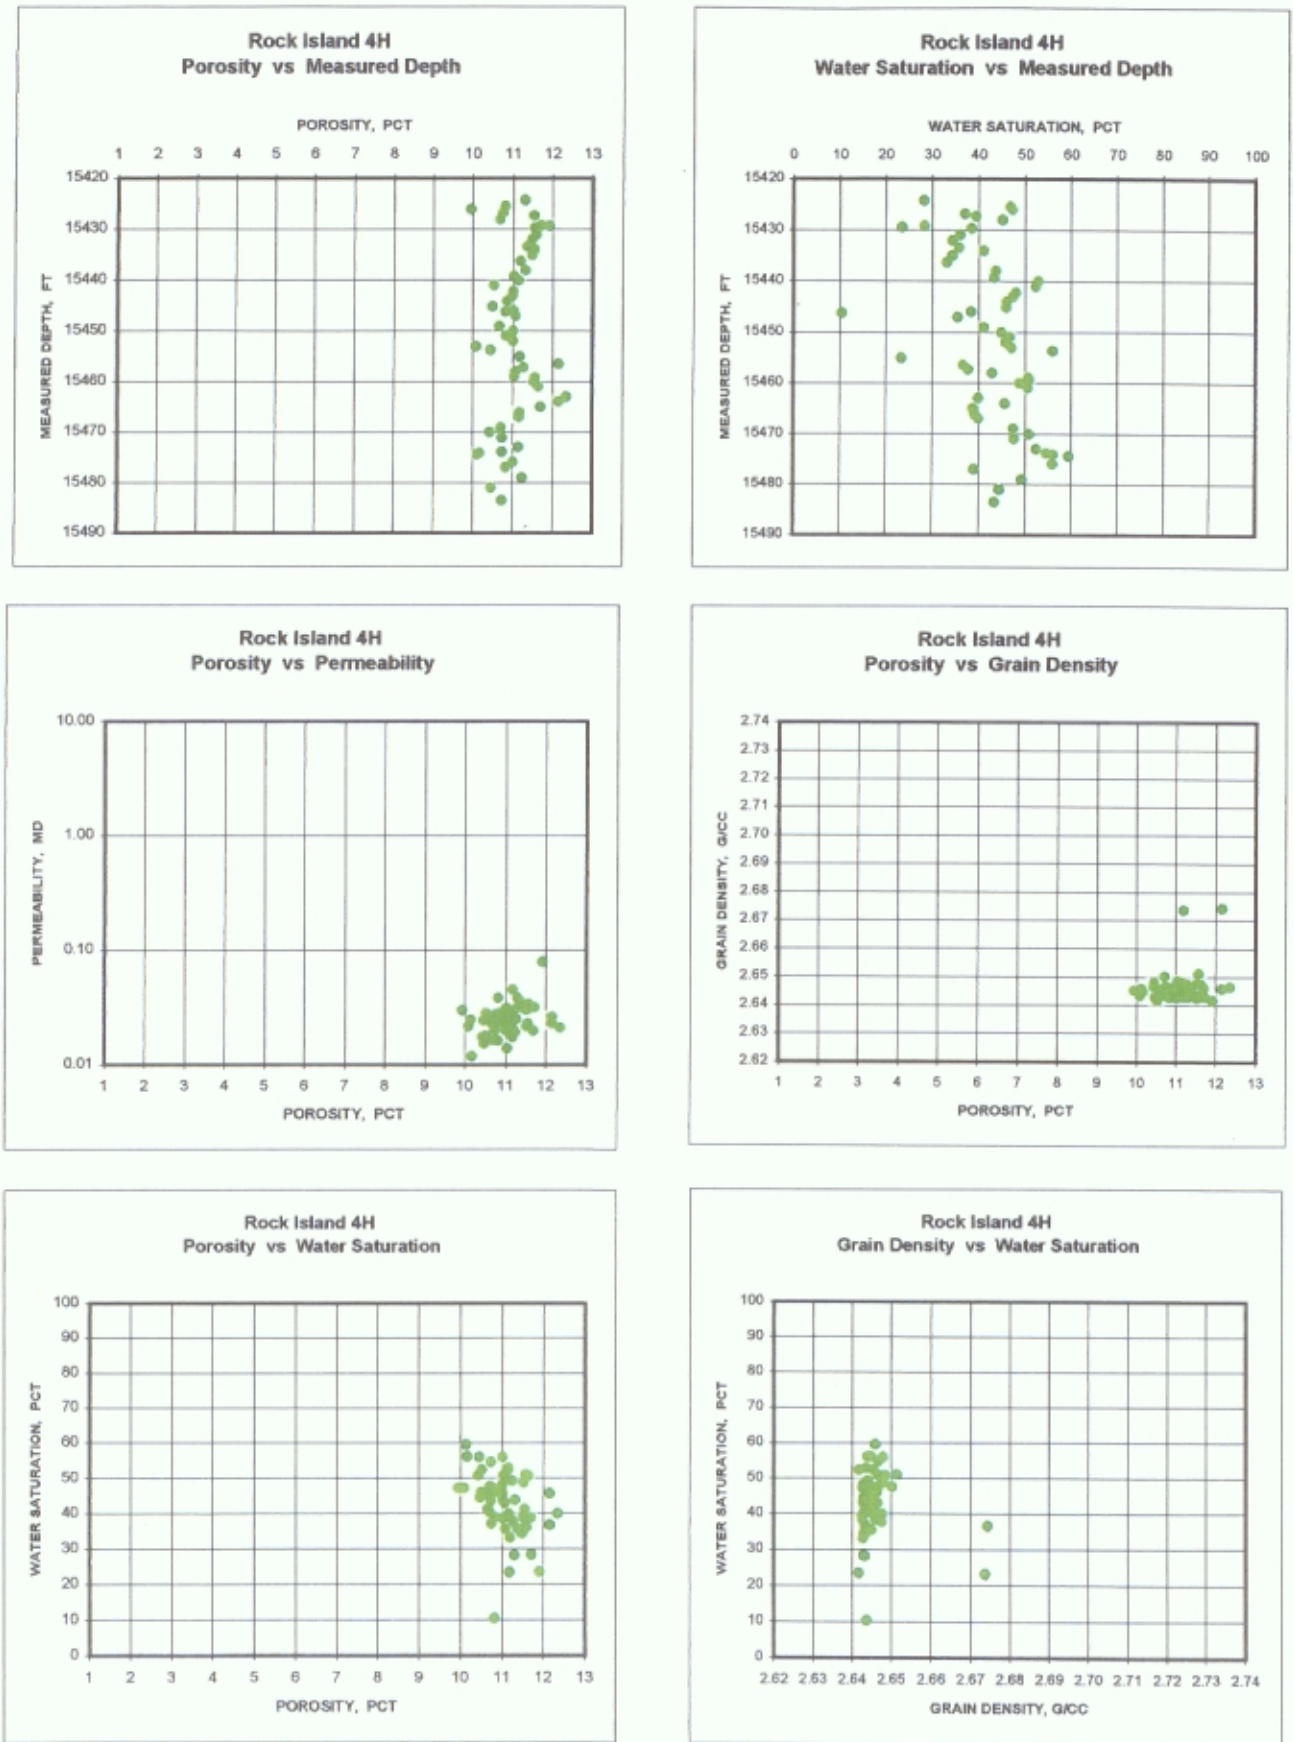 Rock Island 4H
Porosity vs Measured Depth
POROSITY, PCT
1 2 3 4 5 6 7 8 9 10 11 12 13
15420
15430
15440
15450
15460
15470
15480
15490
MEASURED DEPTH, FT
Rock Island 4H
Water Saturation vs Measured Depth
WATER SATURATION, PCT
0 10 20 30 40 50 60 70 80 90 100
15420
15430
15440
15450
15460
15470
15480
15490
MEASURED DEPTH, FT
Rock Island 4H
Porosity vs Permeability
10.00
1.00
0.10
0.01
PERMEABILITY, MD
1 2 3 4 5 6 7 8 9 10 11 12 13
POROSITY, PCT
Rock Island 4H
Porosity vs Grain Density
2.74
2.73
2.72
2.71
2.70
2.69
2.68
2.67
2.66
2.65
2.64
2.63
2.62
GRAIN DENSITY, G/CC
1 2 3 4 5 6 7 8 9 10 11 12 13
POROSITY, PCT
Rock Island 4H
Porosity vs Water Saturation
100
90
80
70
60
50
40
30
20
10
0
WATER SATURATION, PCT
1 2 3 4 5 6 7 8 9 10 11 12 13
POROSITY, PCT
Rock Island 4H
Grain Density vs Water Saturation
100
90
80
70
60
50
40
30
20
10
0
WATER SATURATION, PCT
2.62 2.63 2.64 2.65 2.66 2.67 2.68 2.69 2.70 2.71 2.72 2.73 2.74
GRAIN DENSITY, G/CC